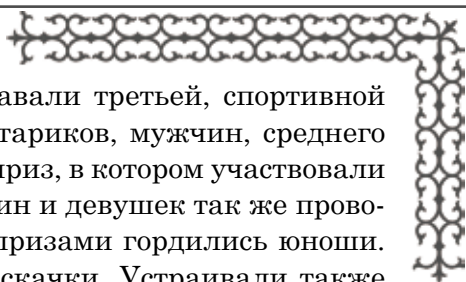 авали третьей, спортивной
тариков, мужчин, среднего
приз, в котором участвовали
ин и девушек так же прово-
призами гордились юноши.
скачки. Устраивали также